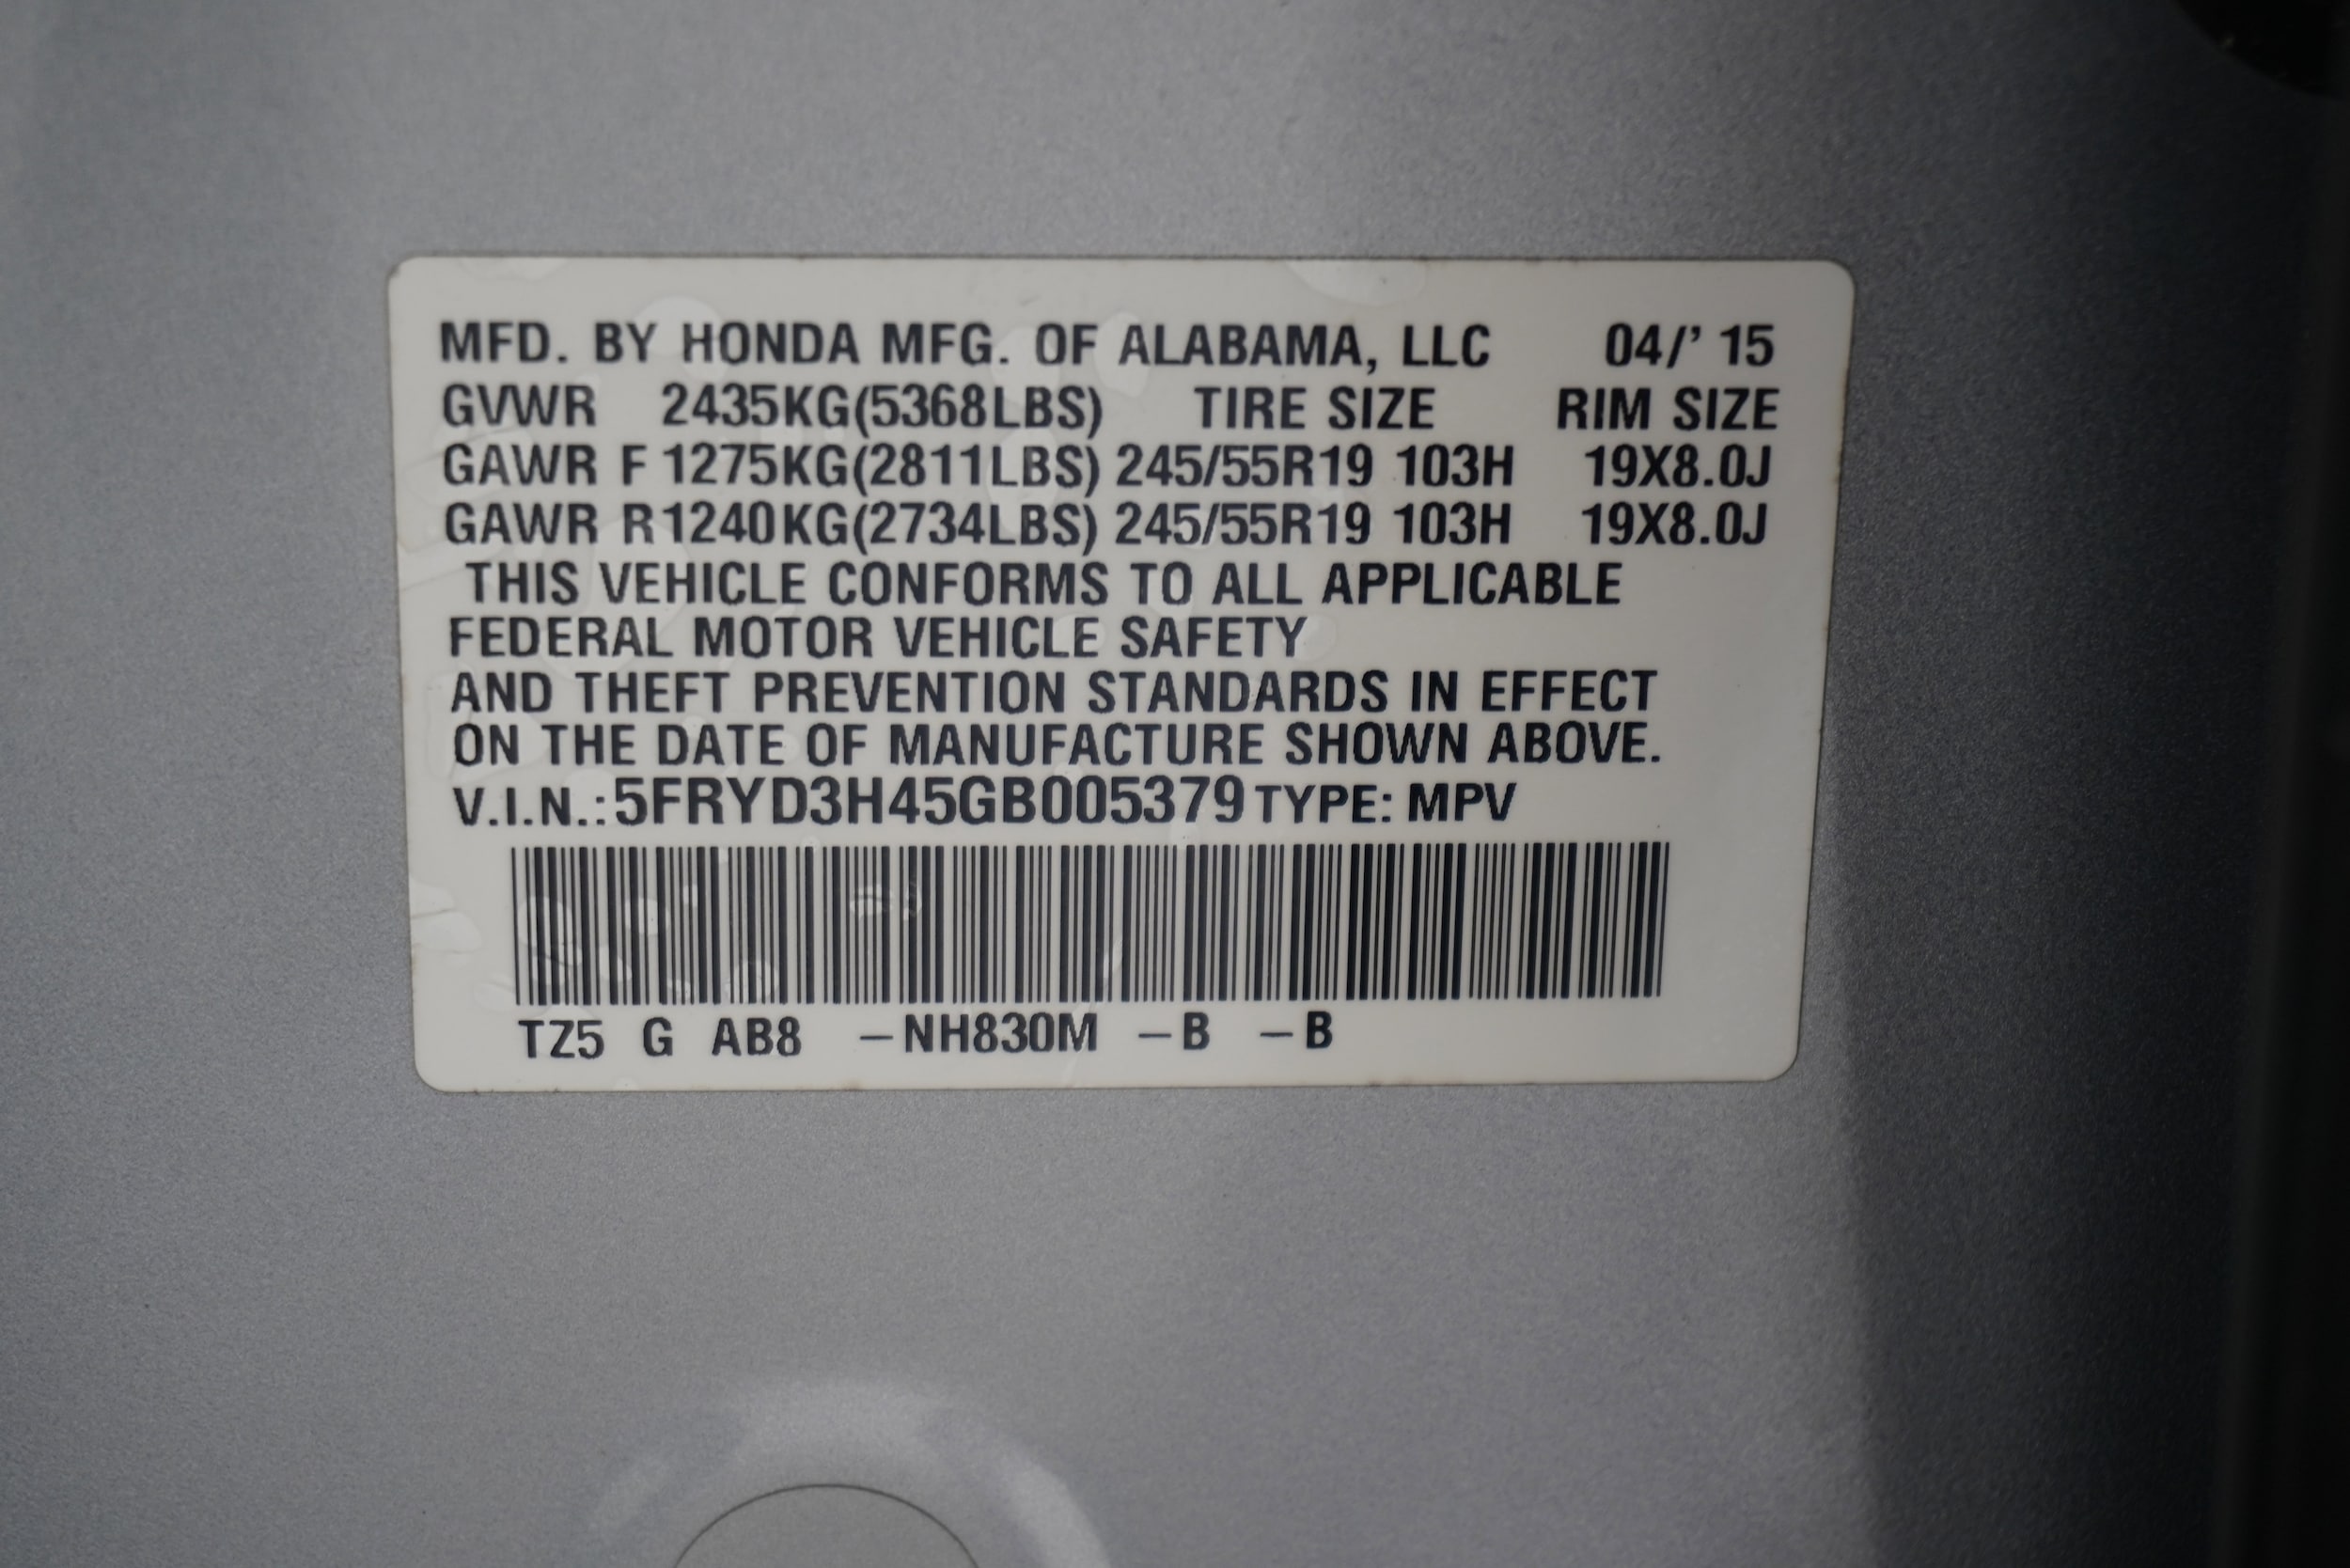 MFD. BY HONDA MFG. OF ALABAMA, LLC 04/' 15
GVWR 2435KG(5368LBS) TIRE SIZE RIM SIZE
GAWR F 1275KG(2811LBS) 245/55R19 103H 19X8.0J
GAWR R 1240KG(2734LBS) 245/55R19 103H 19X8.0J
THIS VEHICLE CONFORMS TO ALL APPLICABLE
FEDERAL MOTOR VEHICLE SAFETY
AND THEFT PREVENTION STANDARDS IN EFFECT
ON THE DATE OF MANUFACTURE SHOWN ABOVE.
V.I.N.: 5FRYD3H45GB005379 TYPE: MPV
TZ5 G AB8 –NH830M –B –B